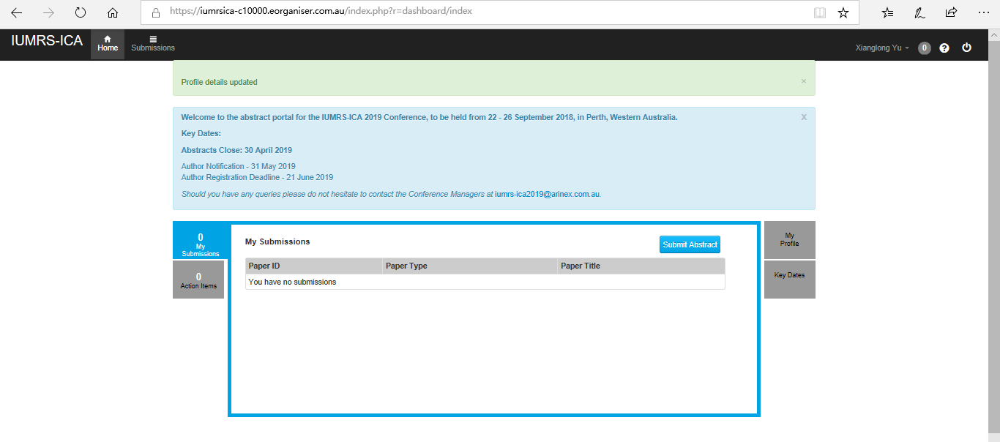 https://iumrsica-c10000.eorganiser.com.au/index.php?r=dashboard/index
IUMRS-ICA
Home
Submissions
Xianglong Yu
0
?
Profile details updated
×
Welcome to the abstract portal for the IUMRS-ICA 2019 Conference, to be held from 22 - 26 September 2018, in Perth, Western Australia.
X
Key Dates:
Abstracts Close: 30 April 2019
Author Notification - 31 May 2019
Author Registration Deadline - 21 June 2019
Should you have any queries please do not hesitate to contact the Conference Managers at iumrs-ica2019@arinex.com.au.
0
My
Submissions
0
Action Items
My Submissions
Submit Abstract
Paper ID Paper Type Paper Title
You have no submissions
My
Profile
Key Dates